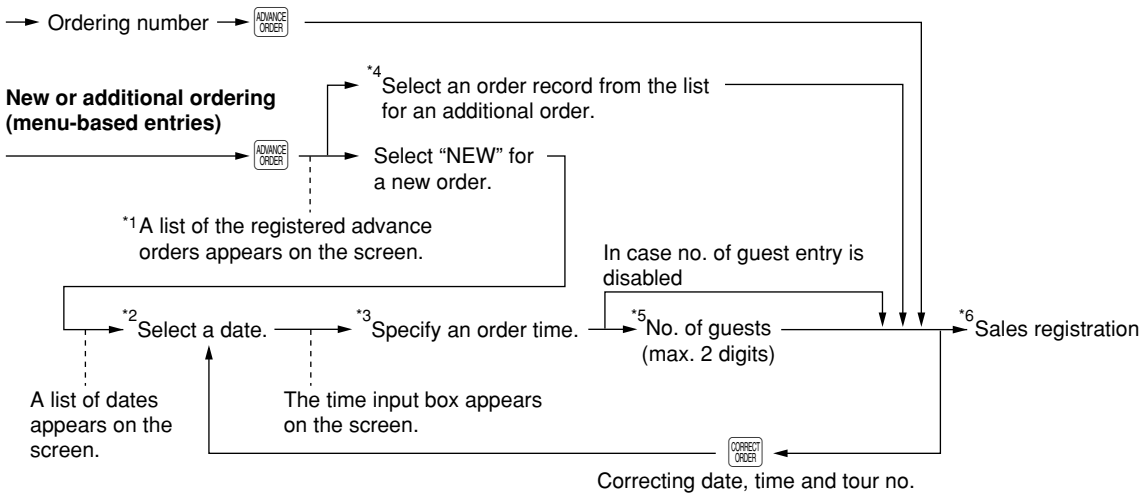 Ordering number
ADVANCE
ORDER
*4 Select an order record from the list
for an additional order.
New or additional ordering
(menu-based entries)
ADVANCE
ORDER
Select “NEW” for
a new order.
*1 A list of the registered advance
orders appears on the screen.
In case no. of guest entry is
disabled
*2 Select a date.
*3 Specify an order time.
*5 No. of guests
(max. 2 digits)
*6 Sales registration
A list of dates
appears on the
screen.
The time input box appears
on the screen.
CORRECT
ORDER
Correcting date, time and tour no.